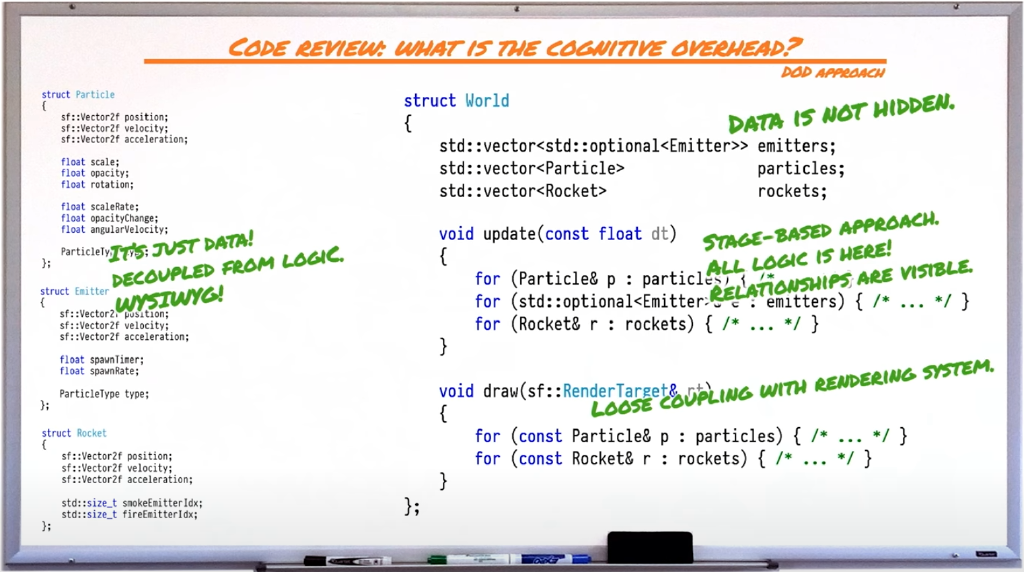 Code review: what is the cognitive overhead?
DOD approach
struct Particle
{
sf::Vector2f position;
sf::Vector2f velocity;
sf::Vector2f acceleration;
float scale;
float opacity;
float rotation;
float scaleRate;
float opacityChange;
float angularVelocity;
ParticleType
};
It's just data!
decoupled from logic.
WYSIWYG!
struct Emitter
{
sf::Vector2f position;
sf::Vector2f velocity;
sf::Vector2f acceleration;
float spawnTimer;
float spawnRate;
ParticleType type;
};
struct Rocket
{
sf::Vector2f position;
sf::Vector2f velocity;
sf::Vector2f acceleration;
std::size_t smokeEmitterIdx;
std::size_t fireEmitterIdx;
};
struct World
{
Data is not hidden.
std::vector<std::optional<Emitter>> emitters;
std::vector<Particle> particles;
std::vector<Rocket> rockets;
void update(const float dt)
{
Stage-based approach.
All logic is here!
Relationships are visible.
for (Particle& p : particles) { /*
for (std::optional<Emitter>& e : emitters) { /* ... */ }
for (Rocket& r : rockets) { /* ... */ }
}
void draw(sf::RenderTarget& rt)
Loose coupling with rendering system.
{
for (const Particle& p : particles) { /* ... */ }
for (const Rocket& r : rockets) { /* ... */ }
}
};